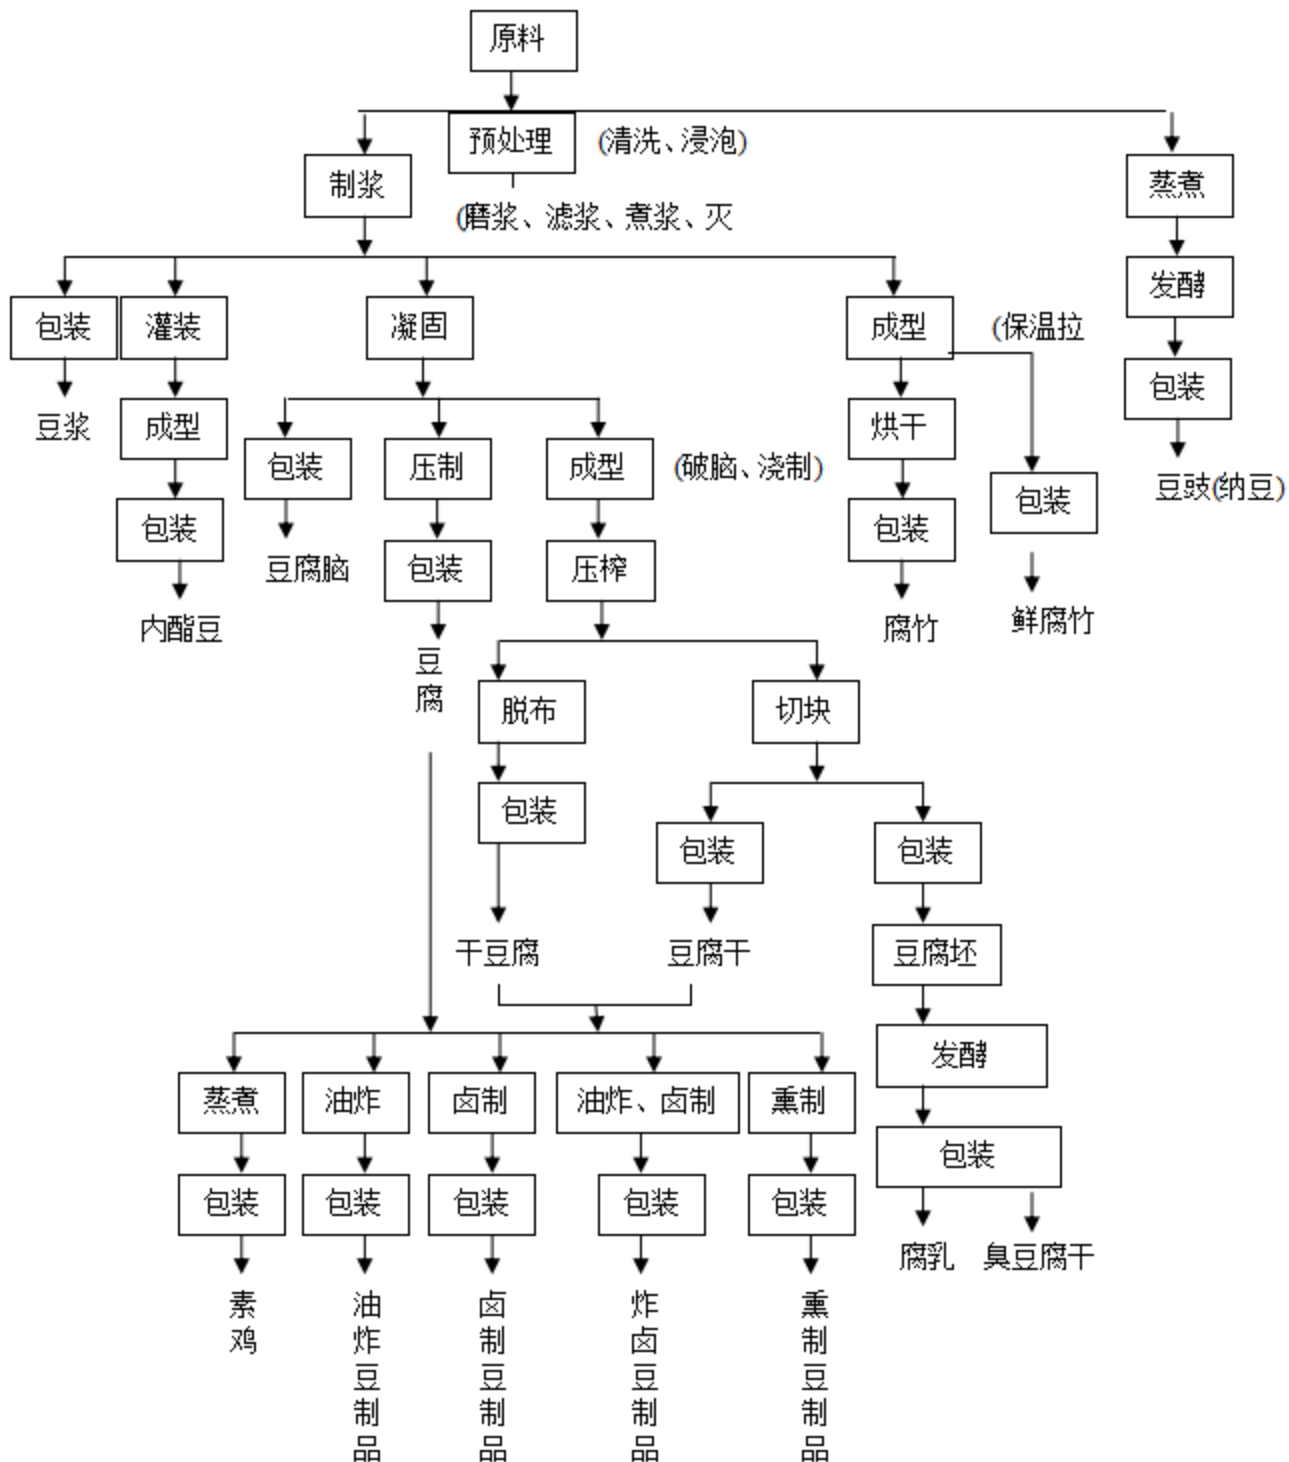 原料
预处理 (清洗、浸泡)
制浆
蒸煮
(磨浆、滤浆、煮浆、灭
发酵
包装
灌装
凝固
成型
(保温拉
包装
豆浆
成型
烘干
包装
压制
成型
(破脑、浇制)
包装
豆豉(纳豆)
包装
豆腐脑
包装
压榨
包装
内酯豆
腐竹
鲜腐竹
豆
腐
脱布
切块
包装
包装
包装
干豆腐
豆腐干
豆腐坯
发酵
蒸煮
油炸
卤制
油炸、卤制
熏制
包装
包装
包装
包装
包装
包装
腐乳
臭豆腐干
素
鸡
油
炸
豆
制
品
卤
制
豆
制
品
炸
卤
豆
制
品
熏
制
豆
制
品